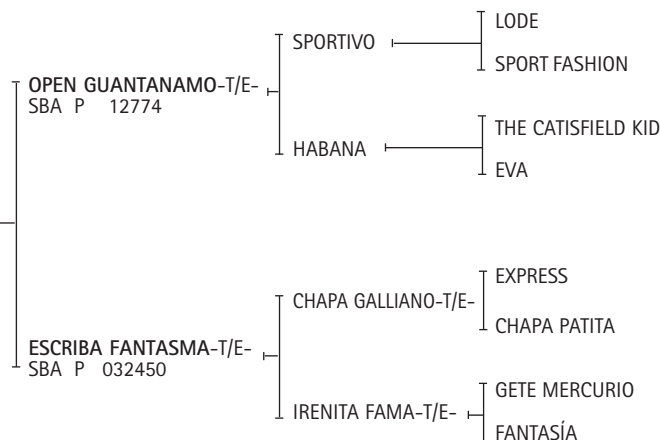 LODE
SPORTIVO
SPORT FASHION
OPEN GUANTANAMO-T/E-
SBA P 12774
THE CATISFIELD KID
HABANA
EVA
EXPRESS
CHAPA GALLIANO-T/E-
CHAPA PATITA
ESCRIBA FANTASMA-T/E-
SBA P 032450
GETE MERCURIO
IRENITA FAMA-T/E-
FANTASÍA